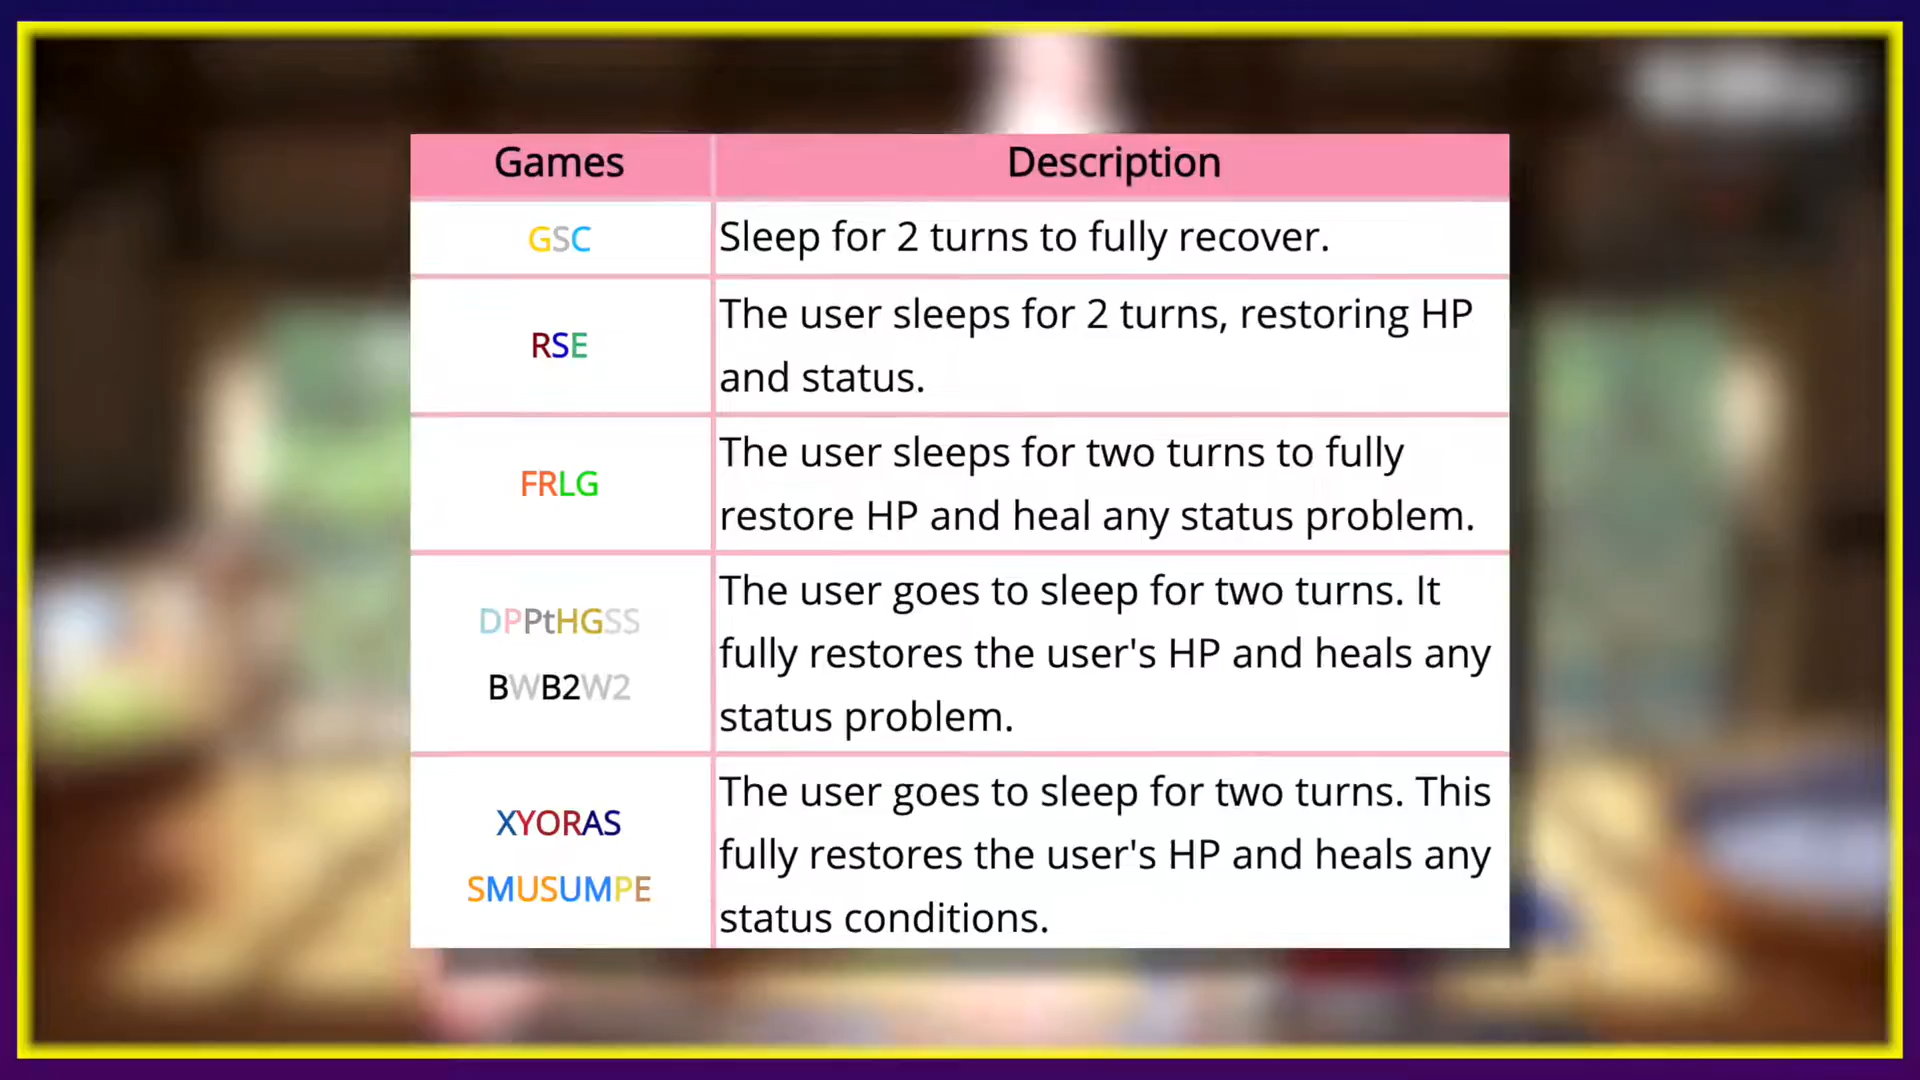 Games Description
GSC Sleep for 2 turns to fully recover.
RSE The user sleeps for 2 turns, restoring HP
and status.
FRLG The user sleeps for two turns to fully
restore HP and heal any status problem.
DPPtHGSS The user goes to sleep for two turns. It
fully restores the user's HP and heals any
BWB2W2 status problem.
XYORAS The user goes to sleep for two turns. This
fully restores the user's HP and heals any
SMUSUMPE status conditions.